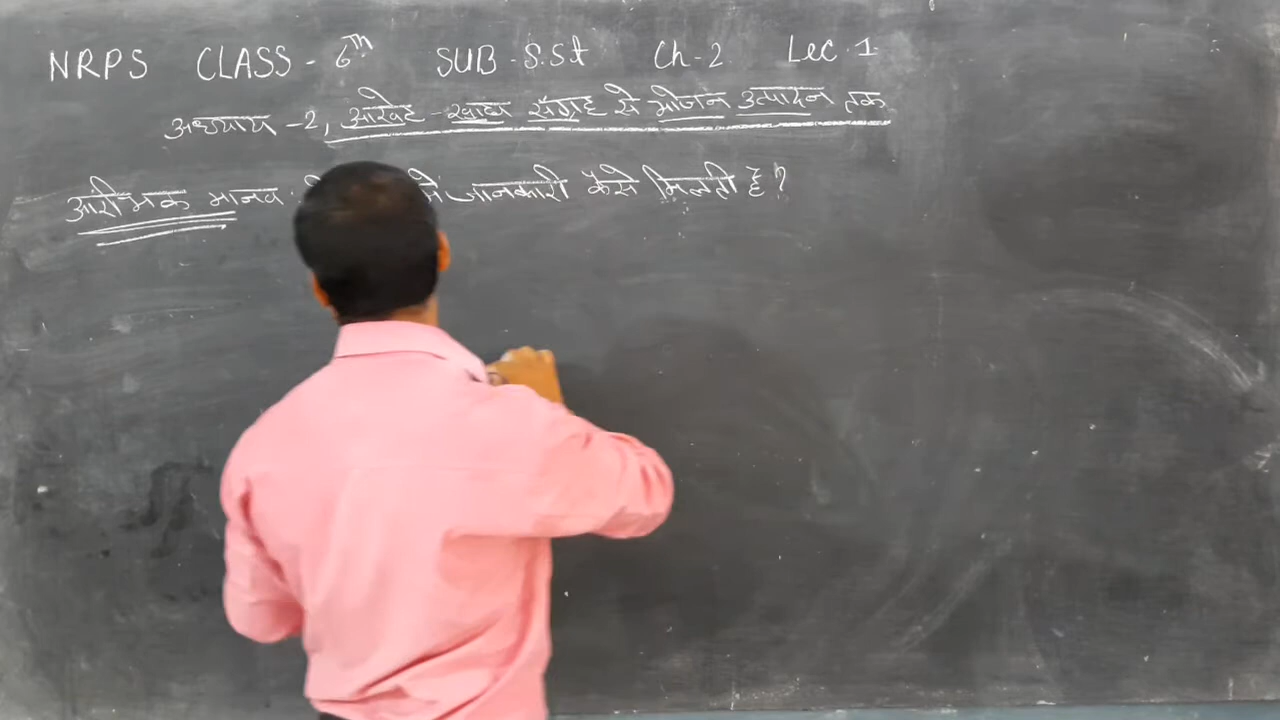 NRPS CLASS - 6th SUB - S.St Ch-2 Lec 1
अध्याय -2, आखेट -खाद्य संग्रह से भोजन उत्पादन तक
आरंभिक मानव में जानकारी कैसे मिलती है?